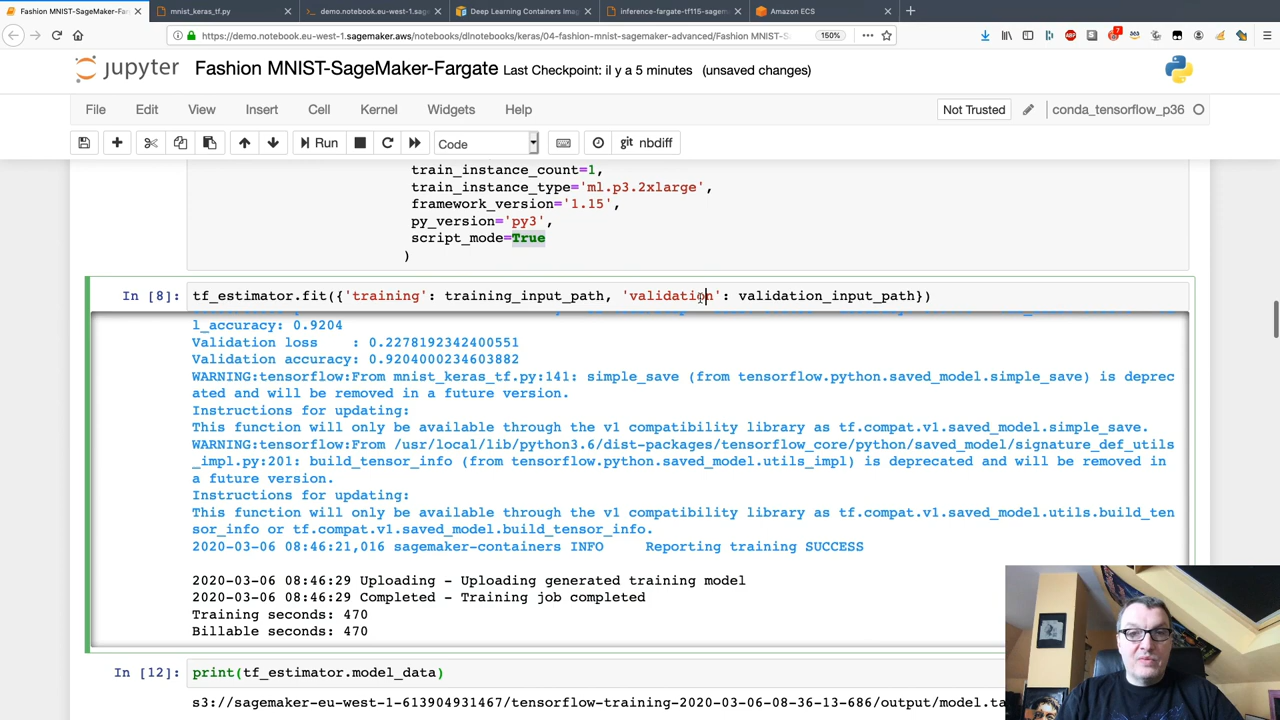 Fashion MNIST-SageMaker-Far
mnist_keras_tf.py
demo.notebook.eu-west-1.sag
Deep Learning Containers Ima
inference-fargate-tf115-sagem
Amazon ECS
https://demo.notebook.eu-west-1.sagemaker.aws/notebooks/dlnotebooks/keras/04-fashion-mnist-sagemaker-advanced/Fashion MNIST-S
150%
jupyter
Fashion MNIST-SageMaker-Fargate Last Checkpoint: il y a 5 minutes (unsaved changes)
File Edit View Insert Cell Kernel Widgets Help
Not Trusted
conda_tensorflow_p36
Run
Code
git nbdiff
train_instance_count=1,
train_instance_type='ml.p3.2xlarge',
framework_version='1.15',
py_version='py3',
script_mode=True
)
In [8]: tf_estimator.fit({'training': training_input_path, 'validation': validation_input_path})
l_accuracy: 0.9204
Validation loss    : 0.2278192342400551
Validation accuracy: 0.9204000234603882
WARNING:tensorflow:From mnist_keras_tf.py:141: simple_save (from tensorflow.python.saved_model.simple_save) is deprec
ated and will be removed in a future version.
Instructions for updating:
This function will only be available through the v1 compatibility library as tf.compat.v1.saved_model.simple_save.
WARNING:tensorflow:From /usr/local/lib/python3.6/dist-packages/tensorflow_core/python/saved_model/signature_def_utils
_impl.py:201: build_tensor_info (from tensorflow.python.saved_model.utils_impl) is deprecated and will be removed in
a future version.
Instructions for updating:
This function will only be available through the v1 compatibility library as tf.compat.v1.saved_model.utils.build_ten
sor_info or tf.compat.v1.saved_model.build_tensor_info.
2020-03-06 08:46:21,016 sagemaker-containers INFO     Reporting training SUCCESS
2020-03-06 08:46:29 Uploading - Uploading generated training model
2020-03-06 08:46:29 Completed - Training job completed
Training seconds: 470
Billable seconds: 470
In [12]: print(tf_estimator.model_data)
s3://sagemaker-eu-west-1-613904931467/tensorflow-training-2020-03-06-08-36-13-686/output/model.ta